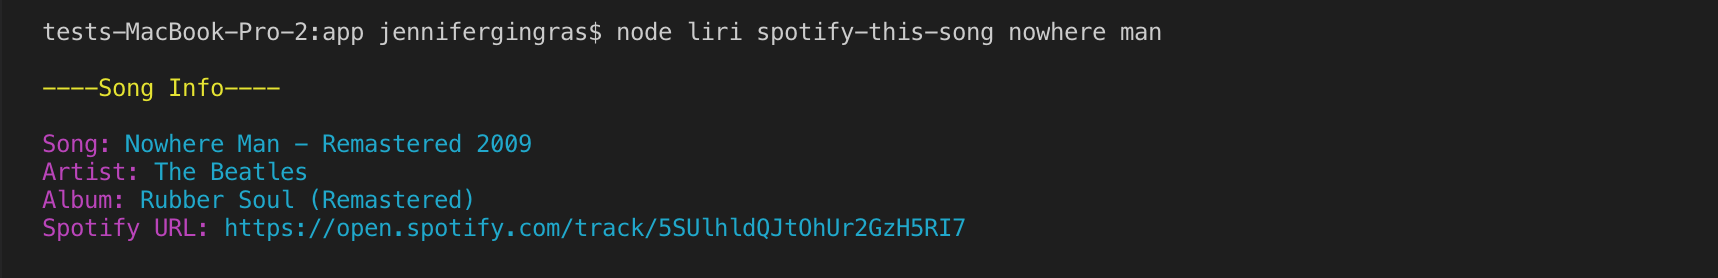 tests-MacBook-Pro-2:app jennifergingras$ node liri spotify-this-song nowhere man
----Song Info----
Song: Nowhere Man - Remastered 2009
Artist: The Beatles
Album: Rubber Soul (Remastered)
Spotify URL: https://open.spotify.com/track/5SUlhldQJtOhUr2GzH5RI7